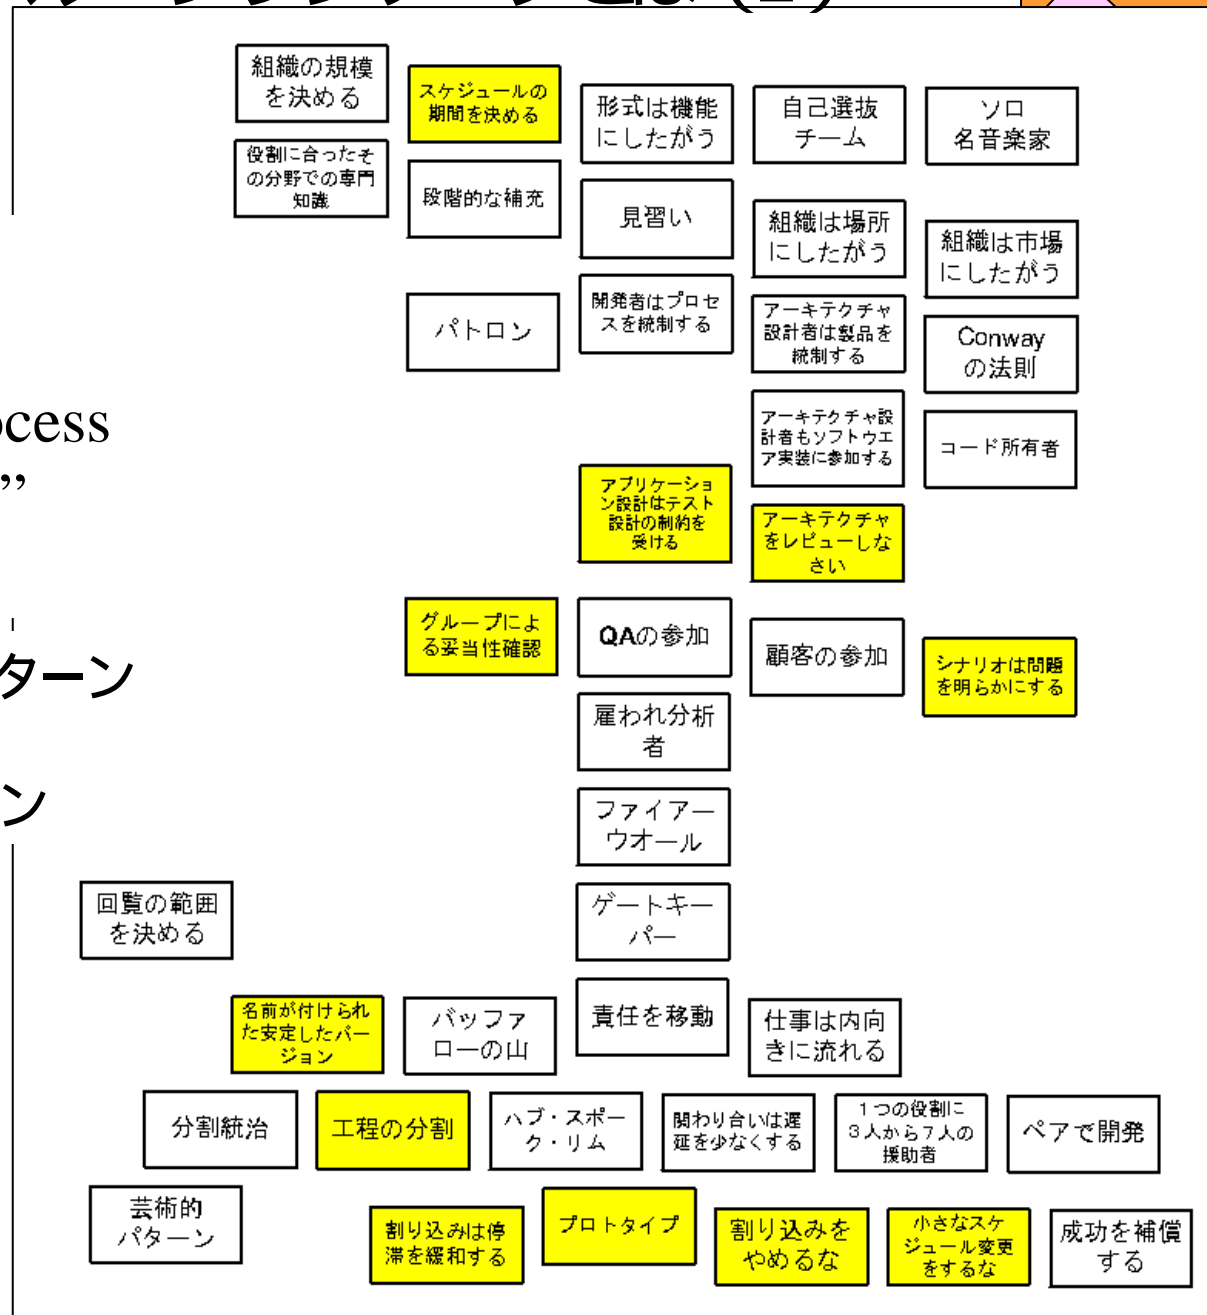 組織の規模
を決める
スケジュールの
期間を決める
形式は機能
にしたがう
自己選抜
チーム
ソロ
名音楽家
役割に合ったそ
の分野での専門
知識
段階的な補充
見習い
組織は場所
にしたがう
組織は市場
にしたがう
パトロン
開発者はプロセ
スを統制する
アーキテクチャ
設計者は製品を
統制する
Conway
の法則
ocess
”
アーキテクチャ設
計者もソフトウエ
ア実装に参加する
コード所有者
アプリケーショ
ン設計はテスト
設計の制約を
受ける
アーキテクチャ
をレビューしな
さい
グループによ
る妥当性確認
QAの参加
顧客の参加
シナリオは問題
を明らかにする
ターン
雇われ分析
者
ン
ファイアー
ウオール
回覧の範囲
を決める
ゲートキー
パー
名前が付けられ
た安定したバー
ジョン
バッファ
ローの山
責任を移動
仕事は内向
きに流れる
分割統治
工程の分割
ハブ・スポー
ク・リム
関わり合いは遅
延を少なくする
１つの役割に
３人から７人の
援助者
ペアで開発
芸術的
パターン
割り込みは停
滞を緩和する
プロトタイプ
割り込みを
やめるな
小さなスケ
ジュール変更
をするな
成功を補償
する